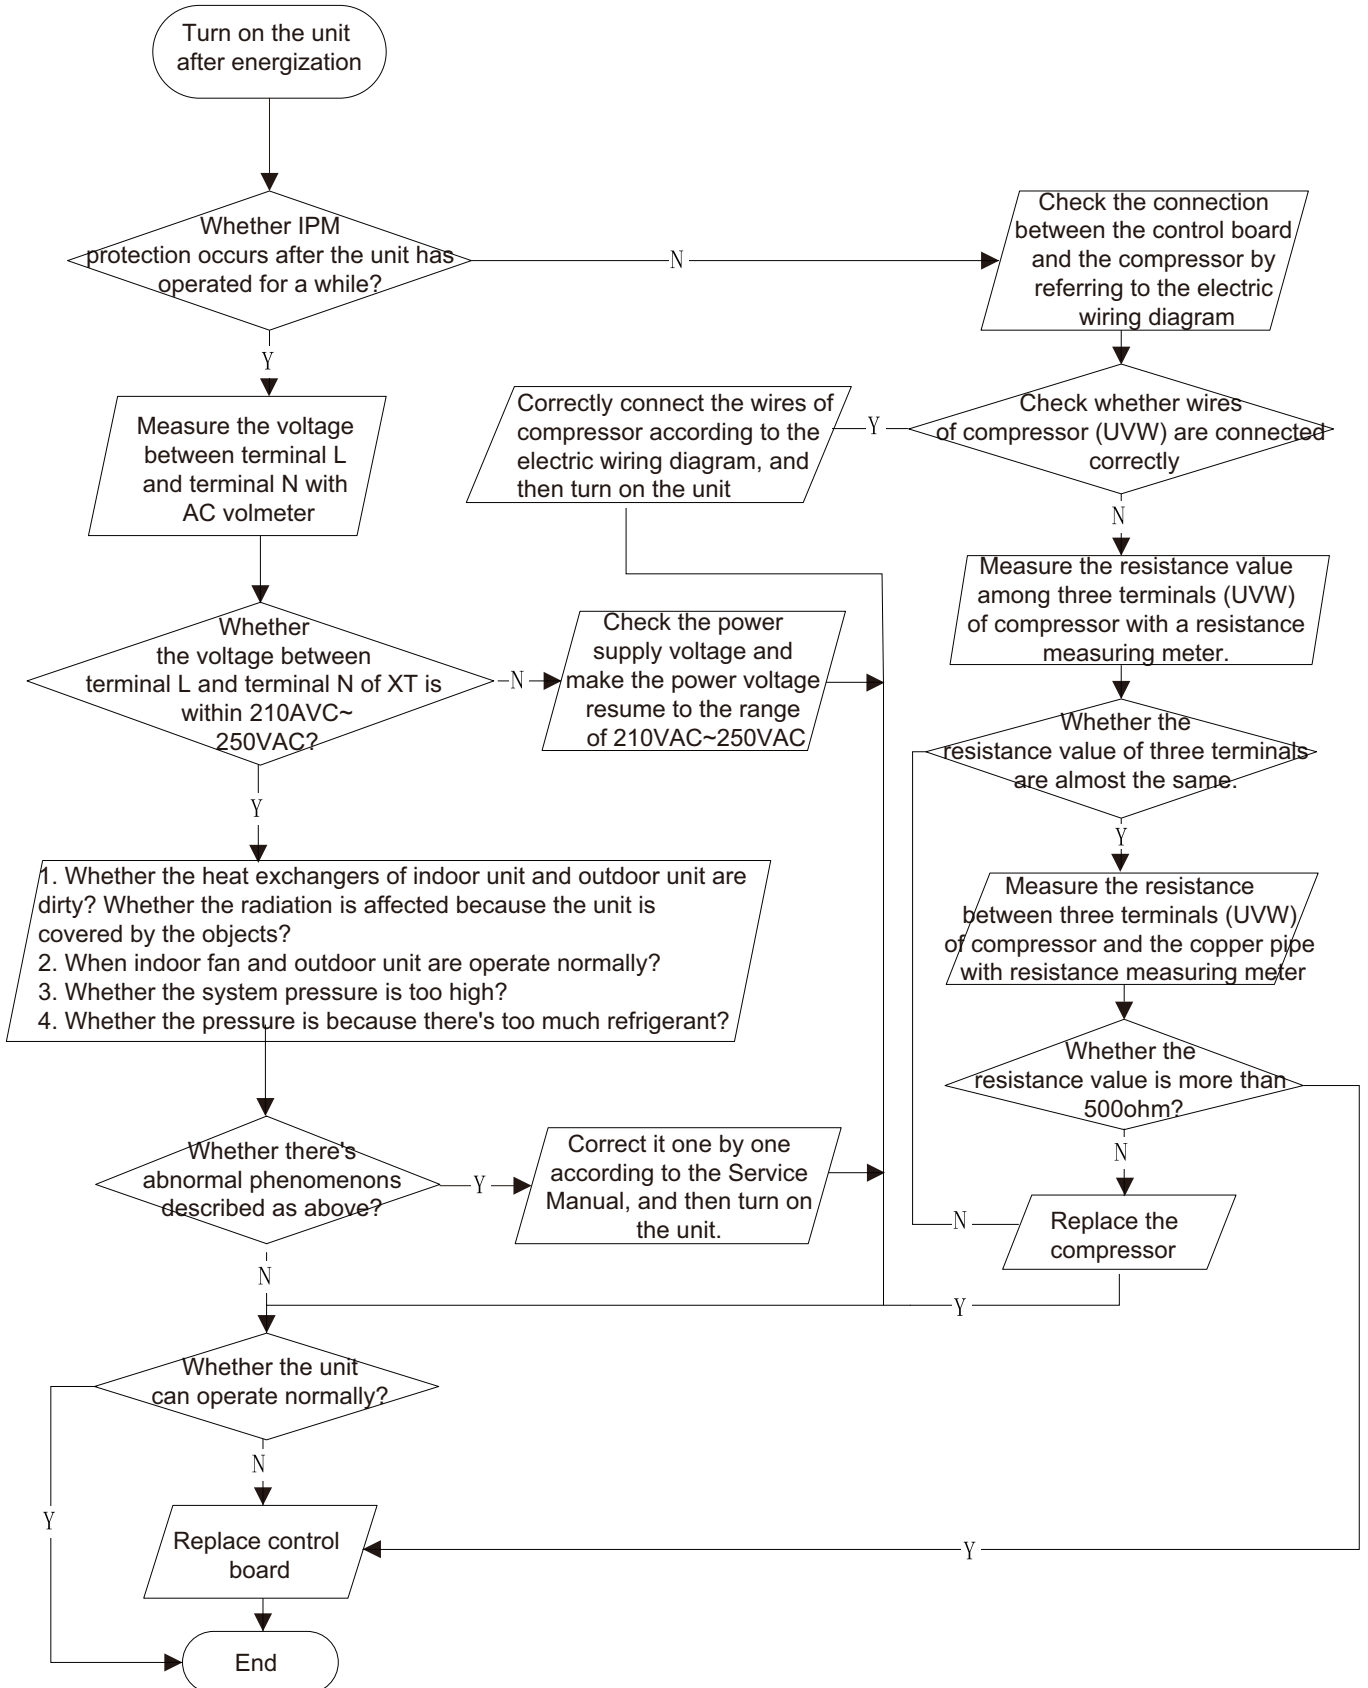 Turn on the unit
after energization
Whether IPM
protection occurs after the unit has
operated for a while?
N
Check the connection
between the control board
and the compressor by
referring to the electric
wiring diagram
Y
Measure the voltage
between terminal L
and terminal N with
AC volmeter
Correctly connect the wires of
compressor according to the
electric wiring diagram, and
then turn on the unit
Y
Check whether wires
of compressor (UVW) are connected
correctly
N
Measure the resistance value
among three terminals (UVW)
of compressor with a resistance
measuring meter.
Whether
the voltage between
terminal L and terminal N of XT is
within 210AVC~
250VAC?
N
Check the power
supply voltage and
make the power voltage
resume to the range
of 210VAC~250VAC
Whether the
resistance value of three terminals
are almost the same.
Y
Y
1. Whether the heat exchangers of indoor unit and outdoor unit are
dirty? Whether the radiation is affected because the unit is
covered by the objects?
2. When indoor fan and outdoor unit are operate normally?
3. Whether the system pressure is too high?
4. Whether the pressure is because there's too much refrigerant?
Measure the resistance
between three terminals (UVW)
of compressor and the copper pipe
with resistance measuring meter
Whether the
resistance value is more than
500ohm?
N
Whether there's
abnormal phenomenons
described as above?
Y
Correct it one by one
according to the Service
Manual, and then turn on
the unit.
N
Replace the
compressor
N
Y
Whether the unit
can operate normally?
N
Y
Replace control
board
Y
End